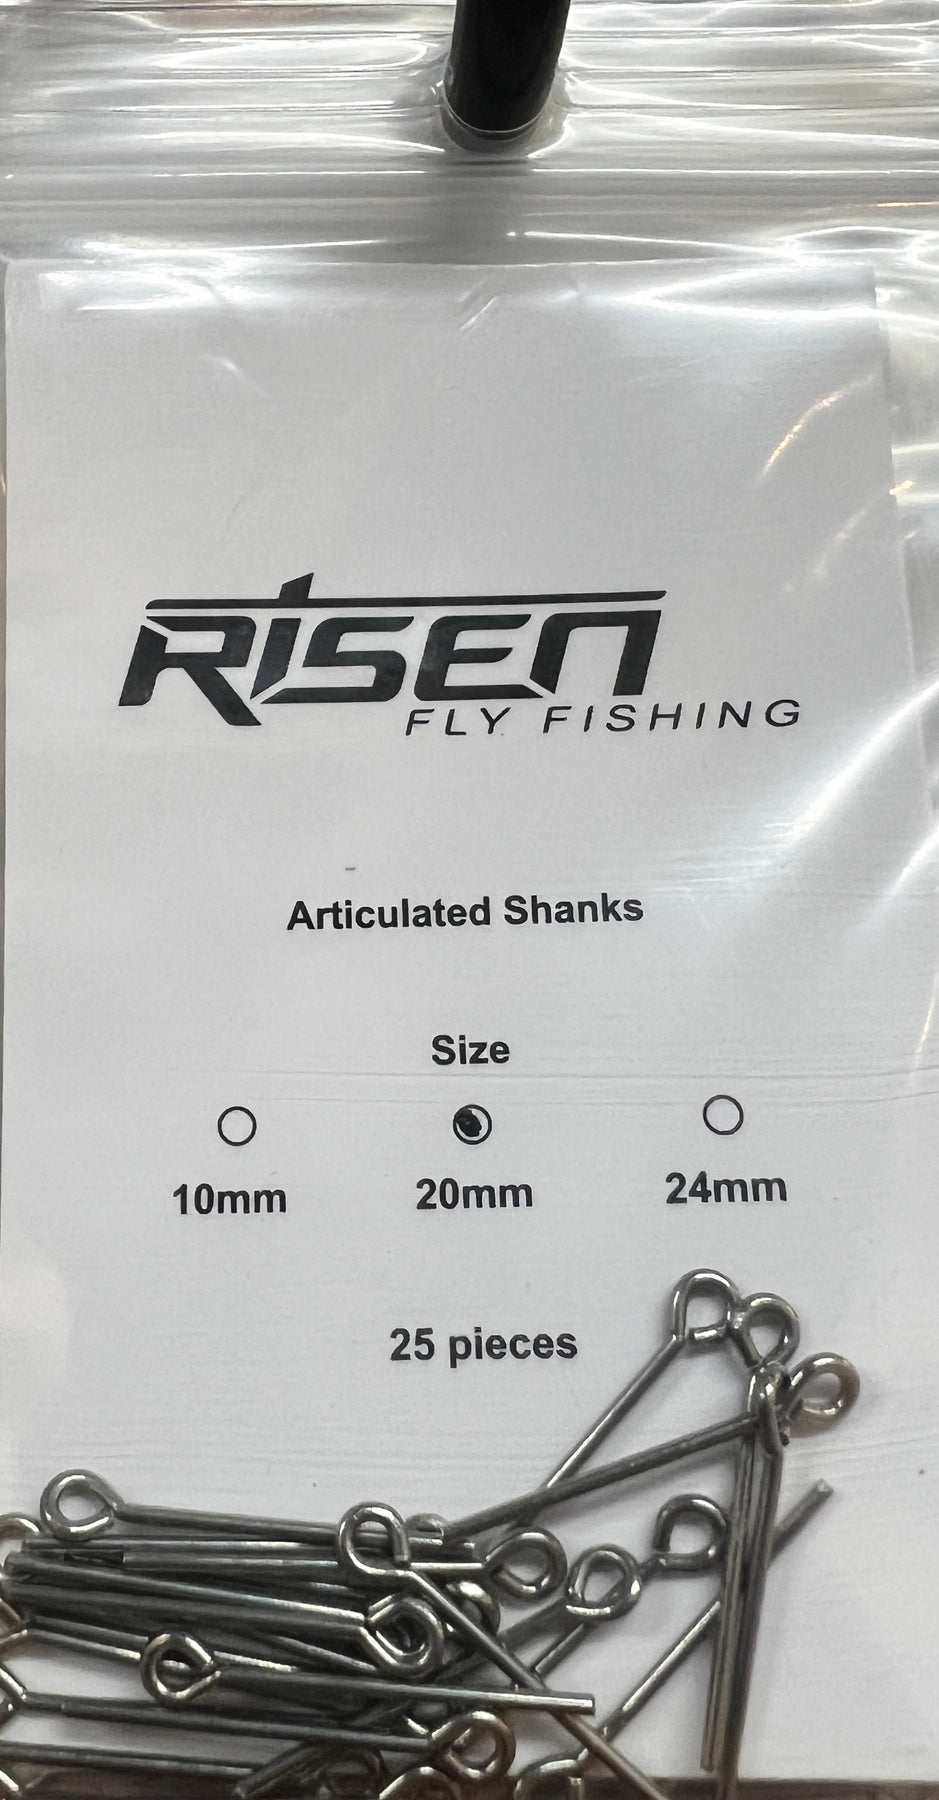 RISEN
FLY FISHING
Articulated Shanks
Size
10mm
20mm
24mm
25 pieces